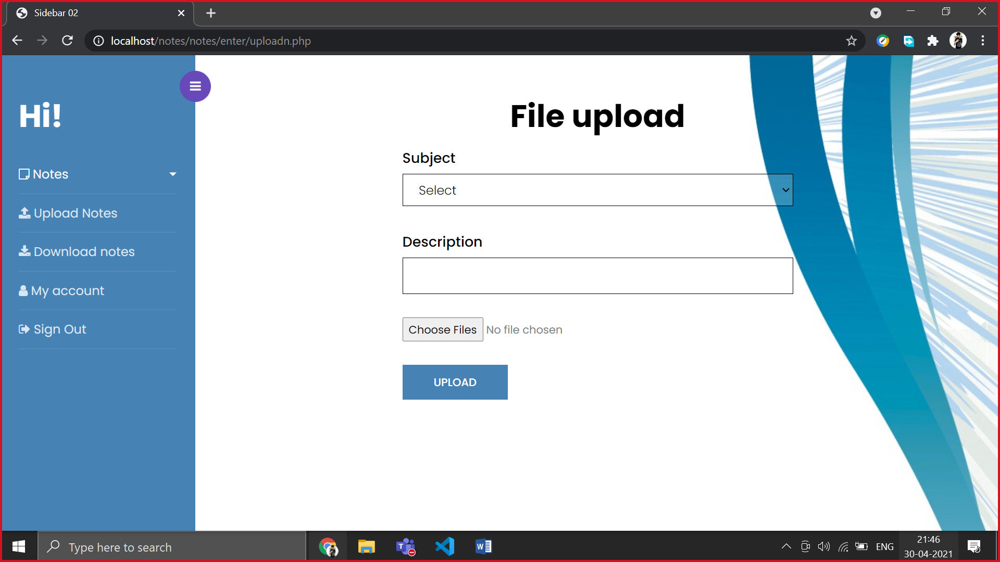 Sidebar 02
localhost/notes/notes/enter/uploadn.php
Hi!
Notes
Upload Notes
Download notes
My account
Sign Out
File upload
Subject
Select
Description
Choose Files No file chosen
UPLOAD
Type here to search
ENG
21:46
30-04-2021